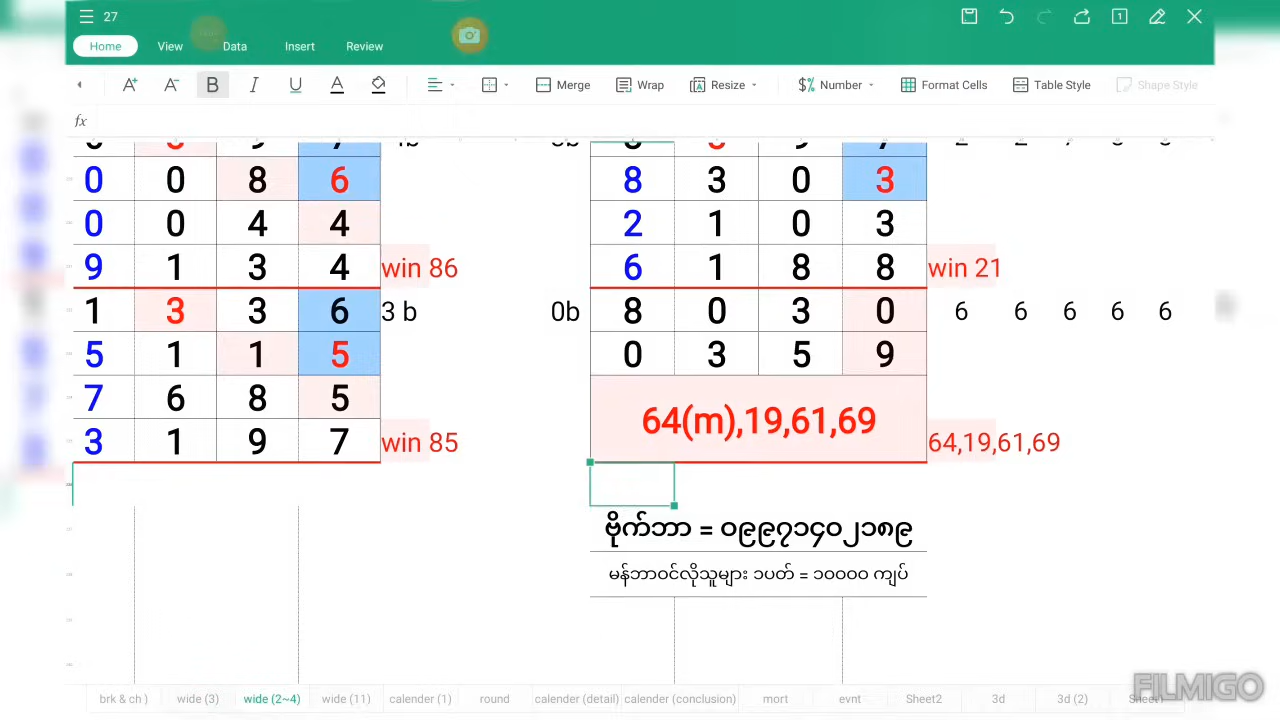 27
Home View Data Insert Review
A+ A- B I U A Merge Wrap Resize $% Number Format Cells Table Style Shape Style
fx
0 0 8 6 8 3 0 3
0 0 4 4 2 1 0 3
9 1 3 4 win 86 6 1 8 8 win 21
1 3 3 6 3 b 0b 8 0 3 0 6 6 6 6 6
5 1 1 5 0 3 5 9
7 6 8 5
64(m),19,61,69
3 1 9 7 win 85 64,19,61,69
ဗိုက်ဘာ = ၀၉၉၇၁၄၀၂၁၈၉
မန်ဘာဝင်လိုသူများ ၁ပတ် = ၁၀၀၀၀ ကျပ်
brk & ch ) wide (3) wide (2~4) wide (11) calender (1) round calender (detail) calender (conclusion) mort evnt Sheet2 3d 3d (2)
FILMIGO